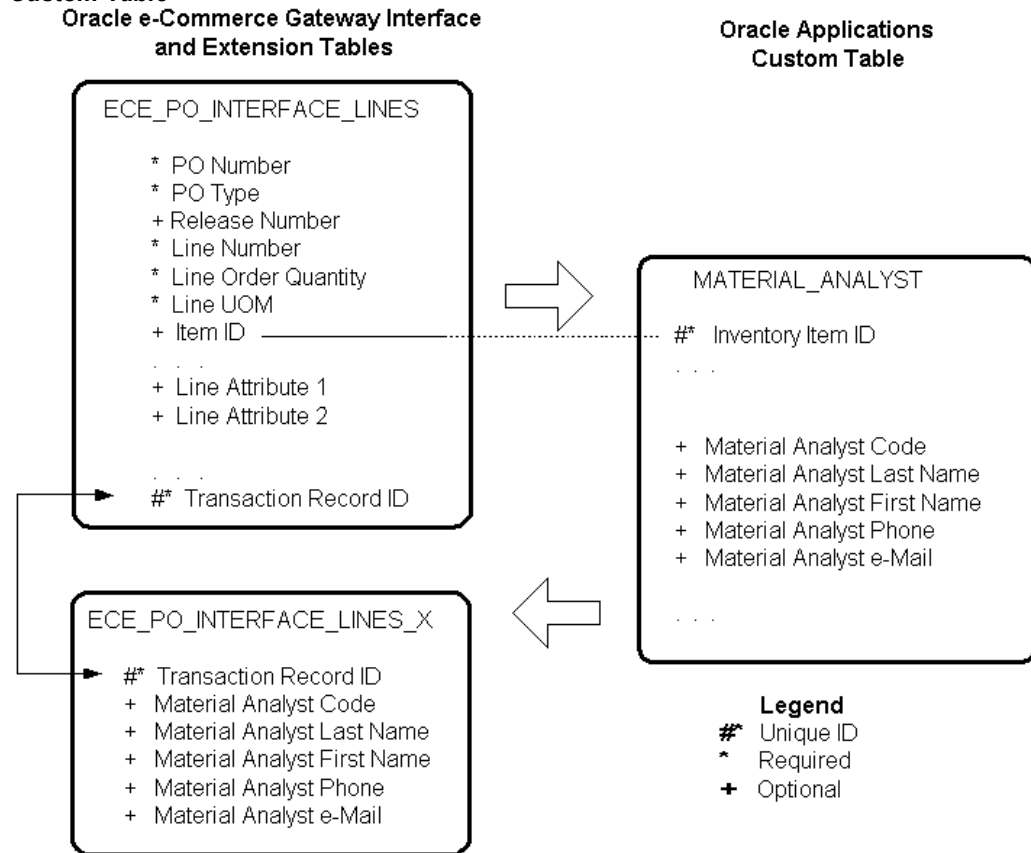 Custom Table
Oracle e-Commerce Gateway Interface
and Extension Tables
ECE_PO_INTERFACE_LINES
* PO Number
* PO Type
+ Release Number
* Line Number
* Line Order Quantity
* Line UOM
+ Item ID
. . .
+ Line Attribute 1
+ Line Attribute 2
. . .
#* Transaction Record ID
ECE_PO_INTERFACE_LINES_X
#* Transaction Record ID
+ Material Analyst Code
+ Material Analyst Last Name
+ Material Analyst First Name
+ Material Analyst Phone
+ Material Analyst e-Mail
Oracle Applications
Custom Table
MATERIAL_ANALYST
#* Inventory Item ID
. . .
+ Material Analyst Code
+ Material Analyst Last Name
+ Material Analyst First Name
+ Material Analyst Phone
+ Material Analyst e-Mail
. . .
Legend
#* Unique ID
* Required
+ Optional